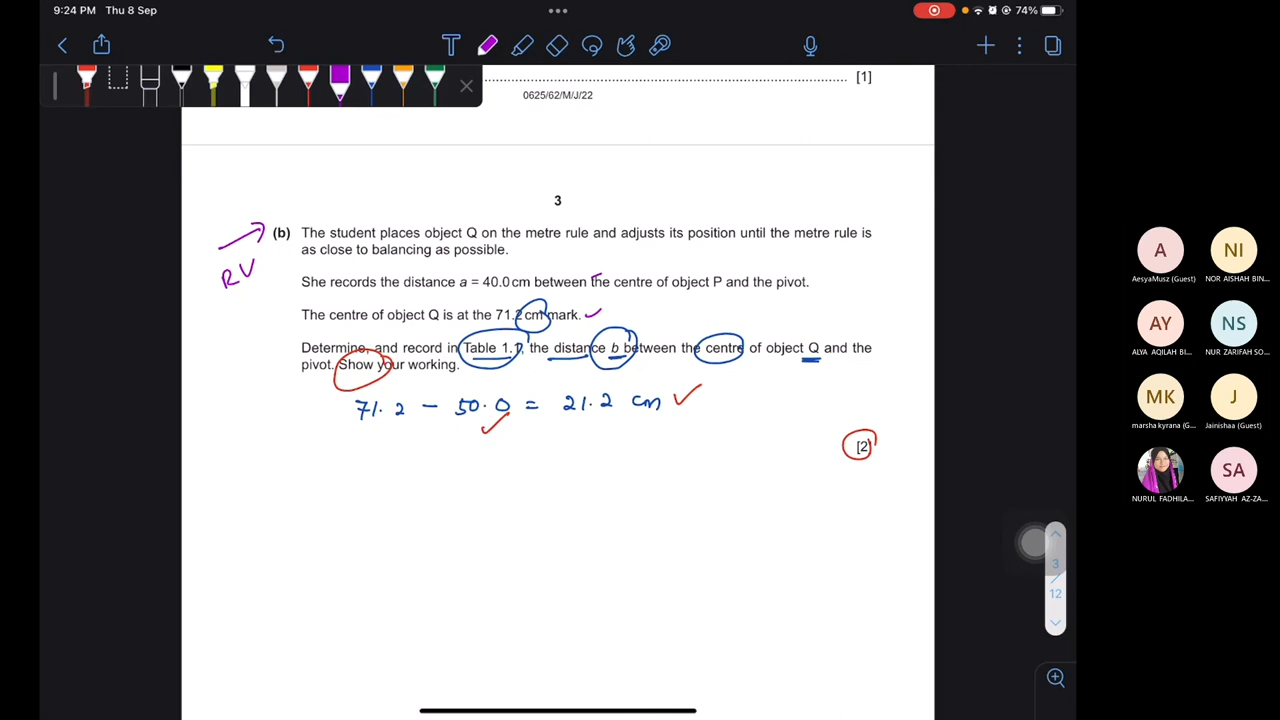 9:24 PM Thu 8 Sep
74%
[1]
0625/62/M/J/22
3
(b) The student places object Q on the metre rule and adjusts its position until the metre rule is
as close to balancing as possible.
RV
She records the distance a = 40.0 cm between the centre of object P and the pivot.
The centre of object Q is at the 71.2 cm mark.
Determine, and record in Table 1.1, the distance b between the centre of object Q and the
pivot. Show your working.
71.2 - 50.0 = 21.2 cm
[2]
3
12
A
AesyaMusz (Guest)
NI
NOR AISHAH BIN...
AY
ALYA AQILAH BI...
NS
NUR ZARIFAH SO...
MK
marsha kyrana (G...
J
Jainishaa (Guest)
NURUL FADHILA...
SA
SAFIYYAH AZ-ZA...